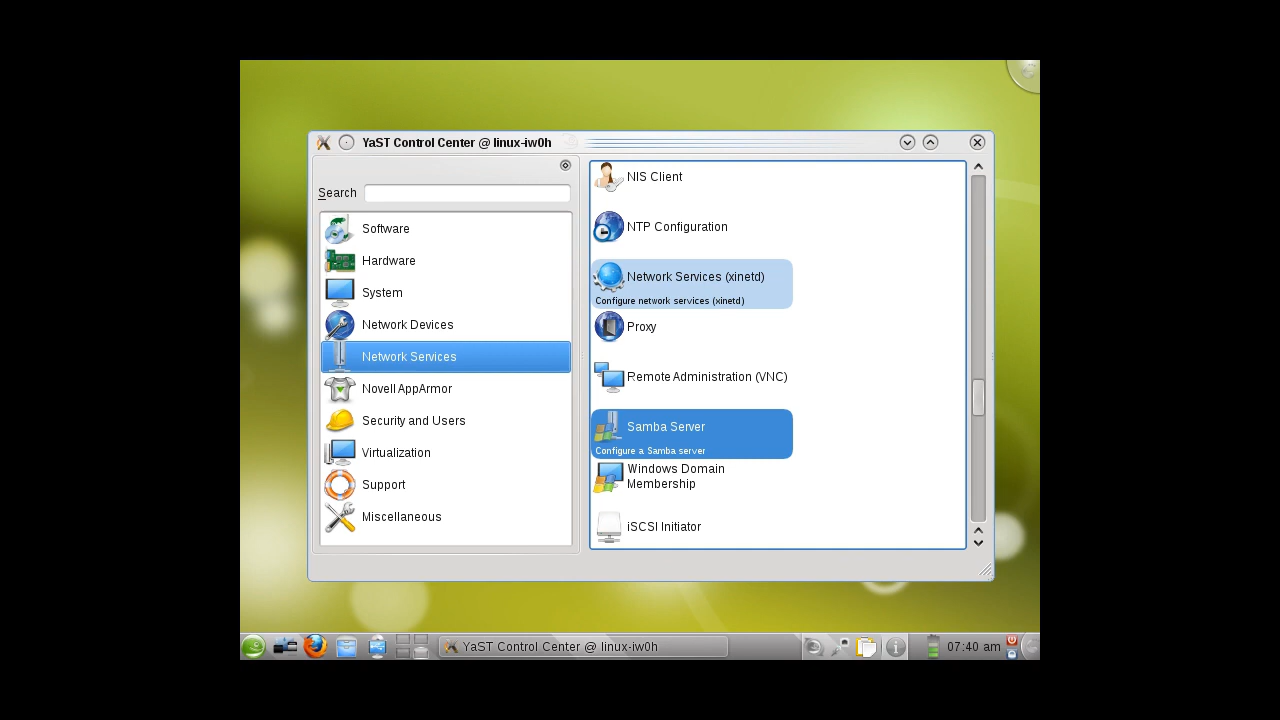 YaST Control Center @ linux-iw0h
Search
Software
Hardware
System
Network Devices
Network Services
Novell AppArmor
Security and Users
Virtualization
Support
Miscellaneous
NIS Client
NTP Configuration
Network Services (xinetd)
Configure network services (xinetd)
Proxy
Remote Administration (VNC)
Samba Server
Configure a Samba server
Windows Domain
Membership
iSCSI Initiator
YaST Control Center @ linux-iw0h
07:40 am